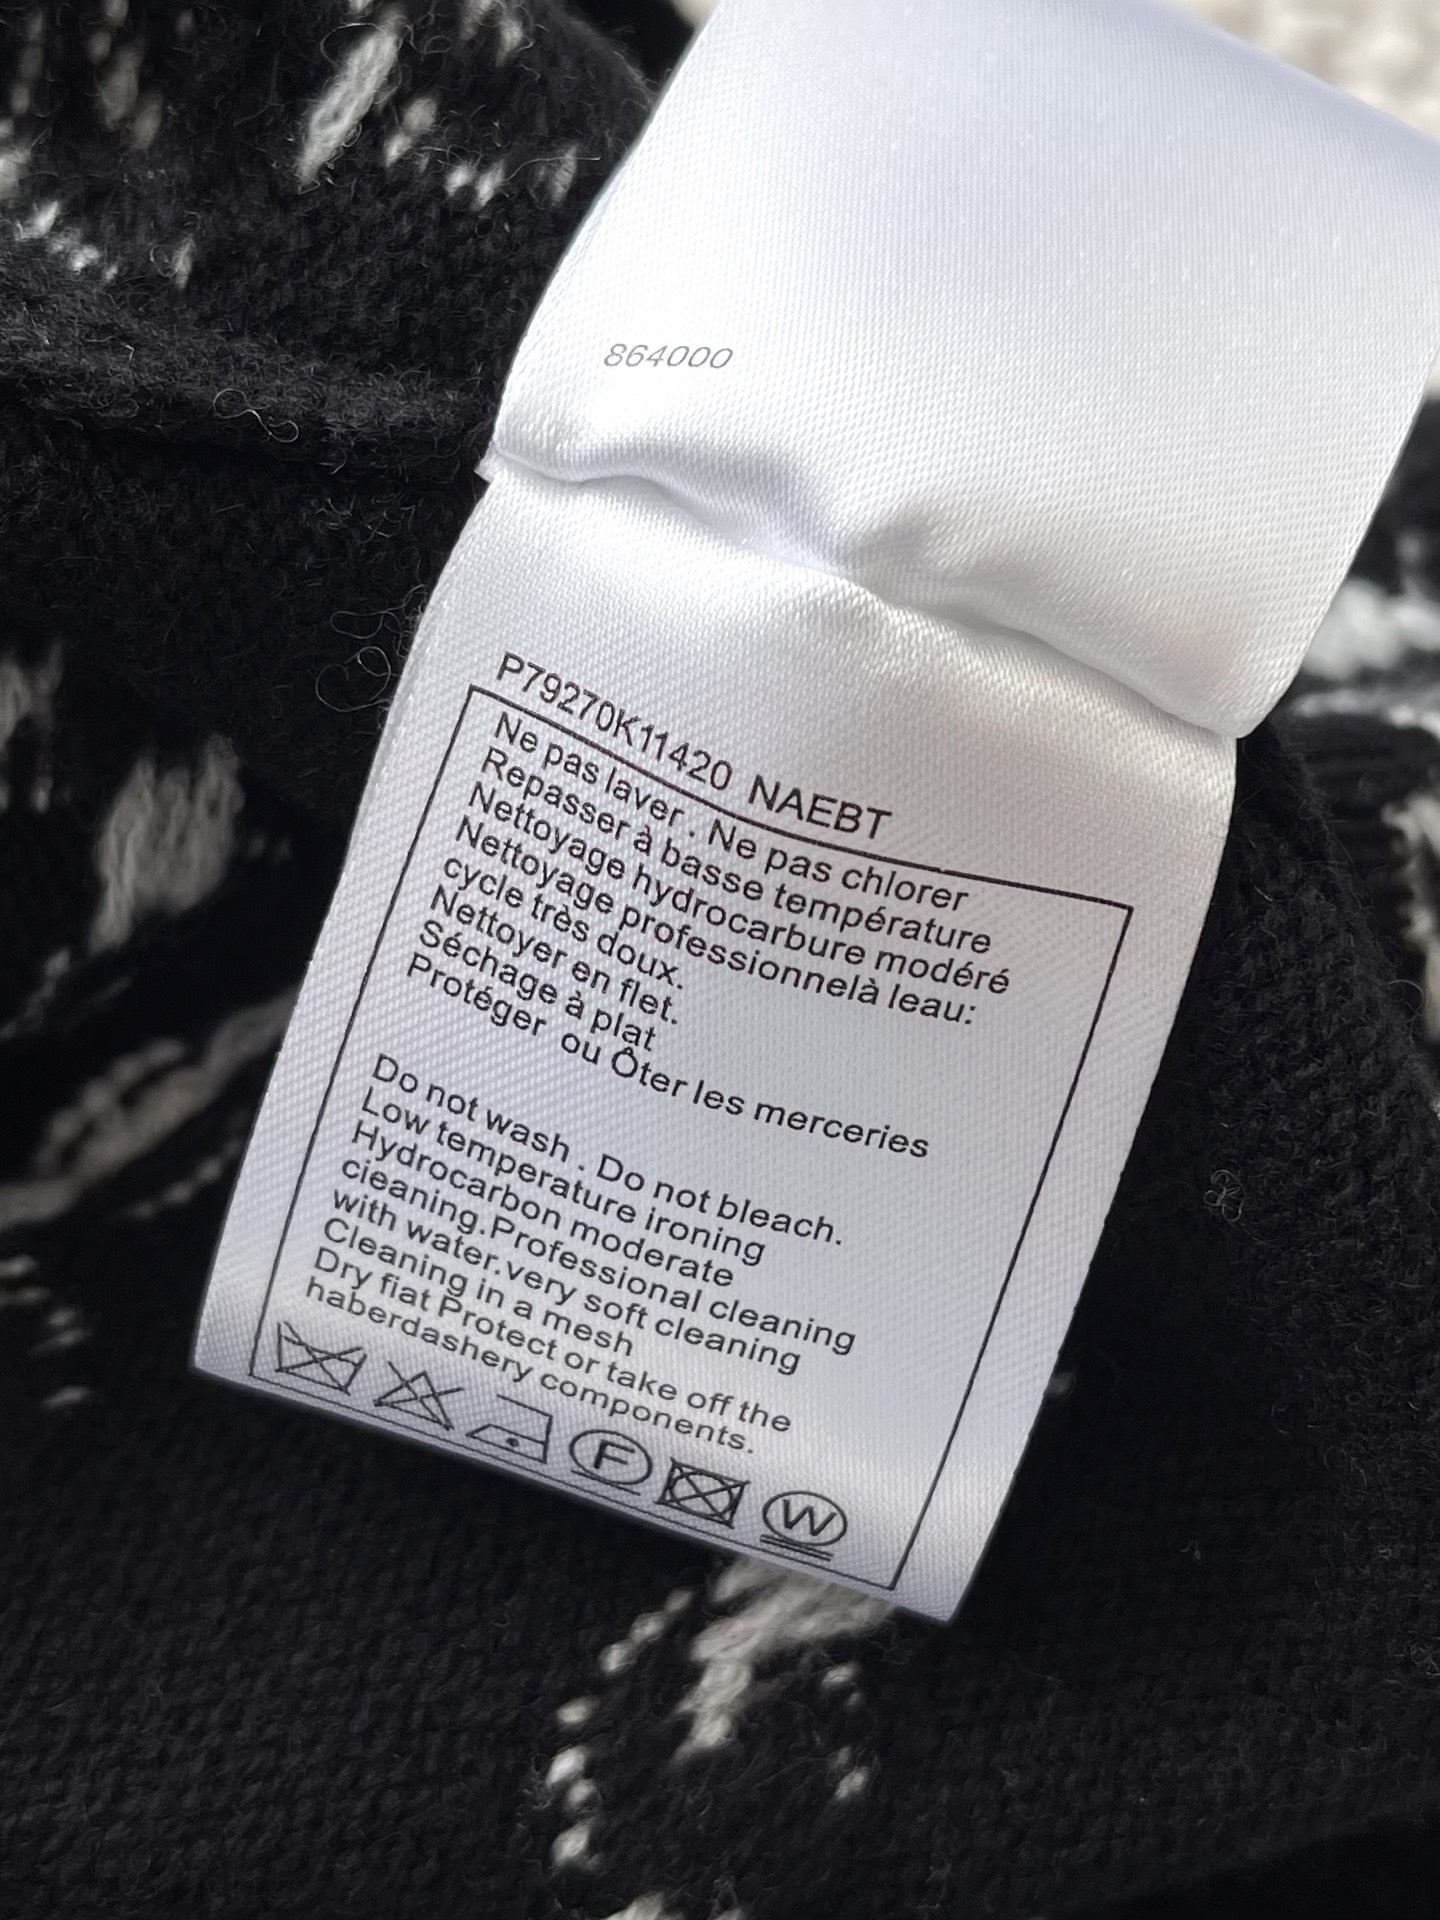 864000
P79270K11420 NAEBT
Ne pas laver . Ne pas chlorer
Repasser à basse température
Nettoyage hydrocarbure modéré
Nettoyage professionnelà leau:
cycle très doux.
Nettoyer en flet.
Séchage à plat
Protéger ou Ôter les merceries
Do not wash . Do not bleach.
Low temperature ironing
Hydrocarbon moderate
cieaning.Professional cleaning
with water.very soft cleaning
Cleaning in a mesh
Dry fiat Protect or take off the
haberdashery components.
F W